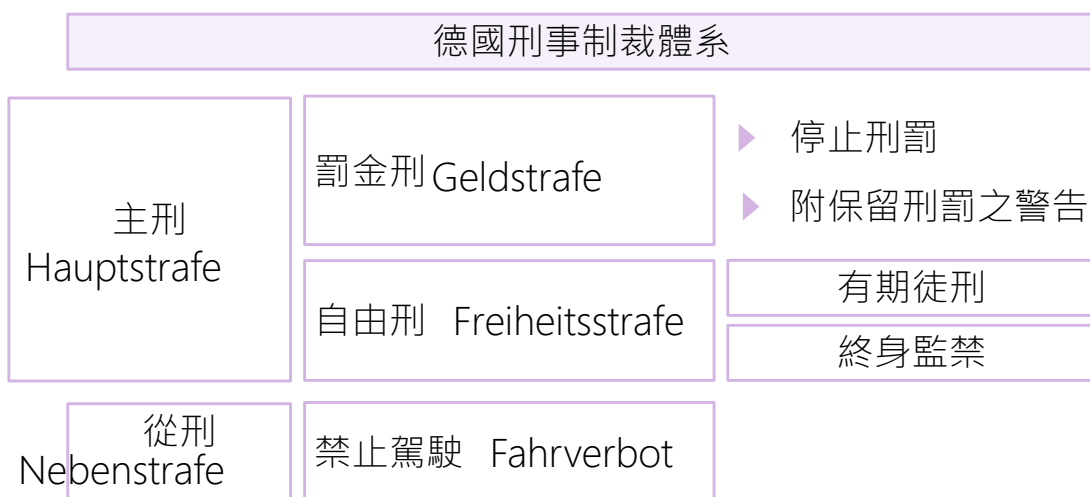 德國刑事制裁體系
主刑
Hauptstrafe
罰金刑 Geldstrafe
停止刑罰
附保留刑罰之警告
自由刑 Freiheitsstrafe
有期徒刑
終身監禁
從刑
Nebenstrafe
禁止駕駛 Fahrverbot